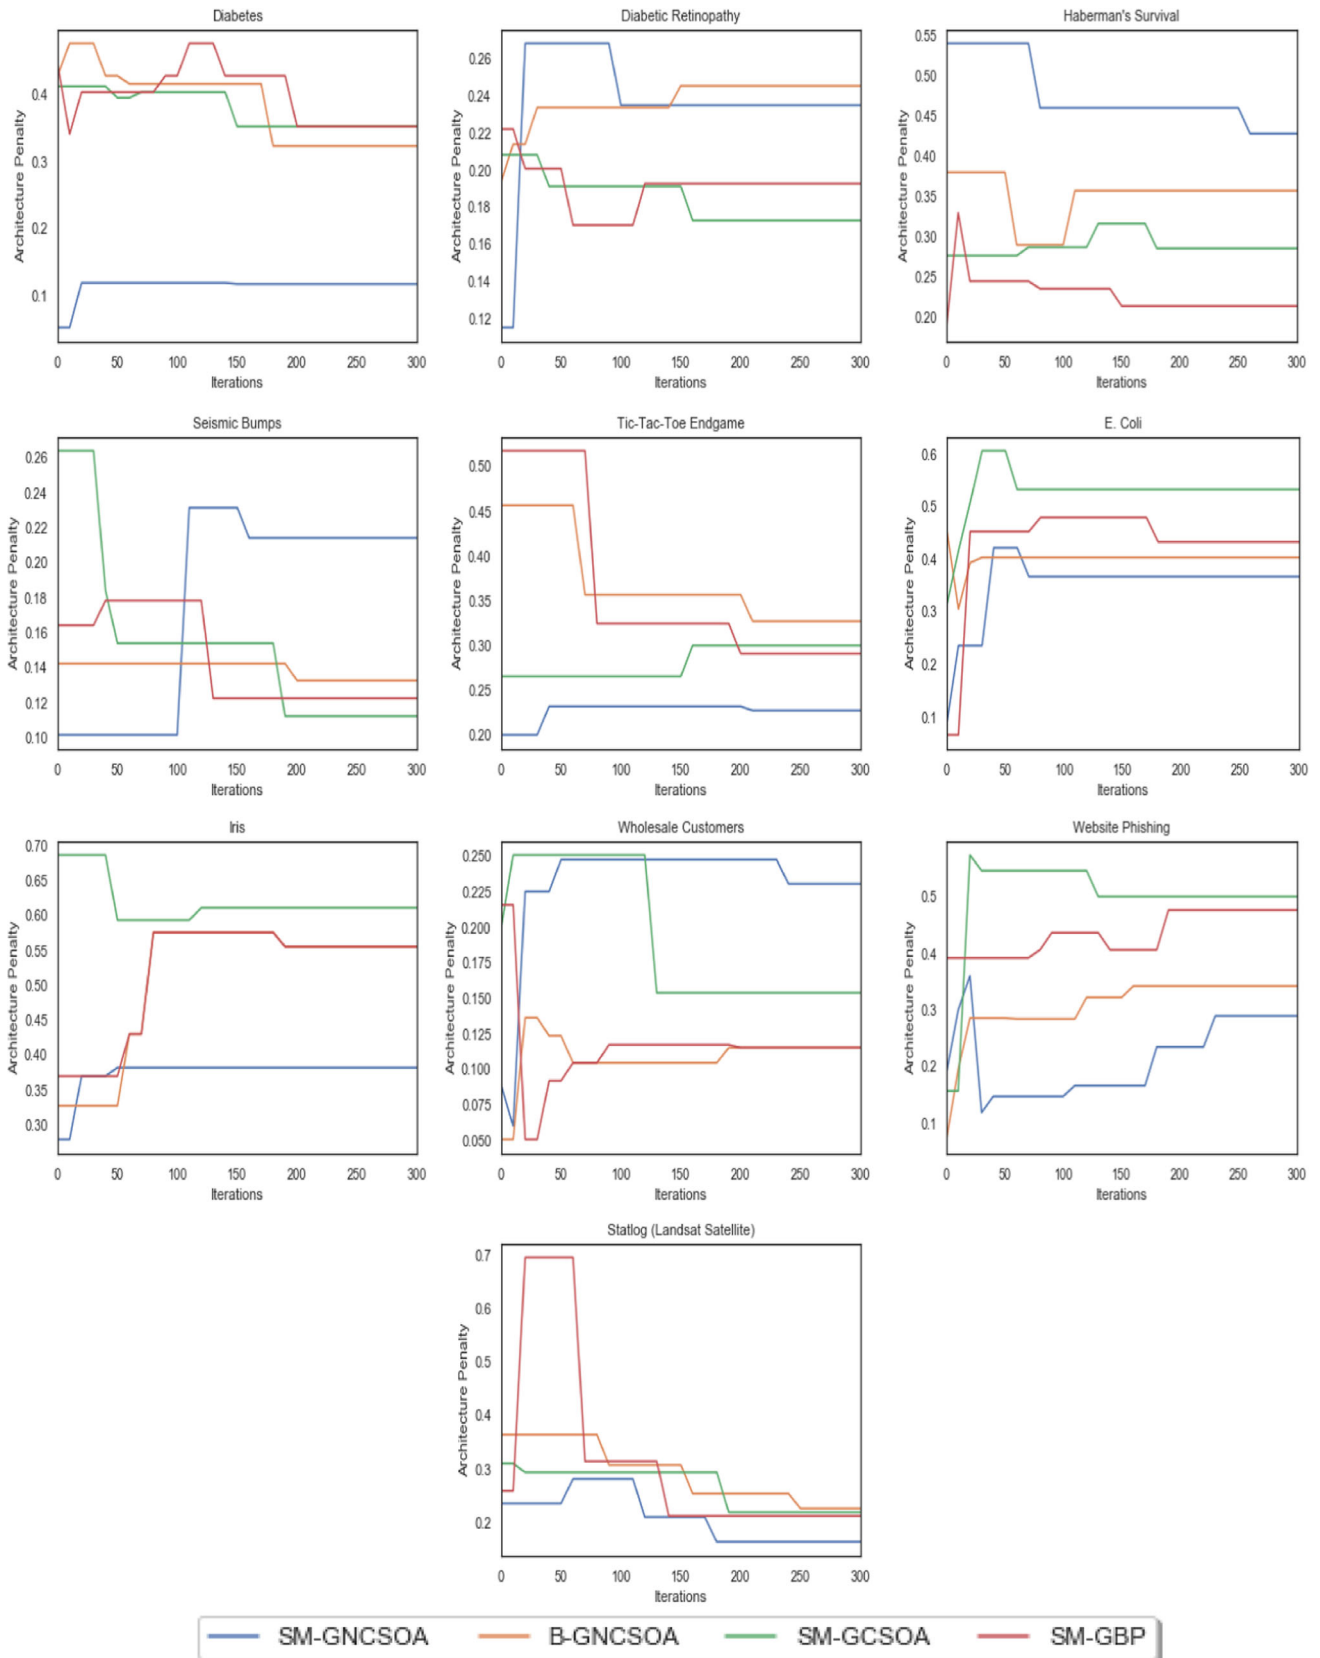 Diabetes
Architecture Penalty
0.4
0.3
0.2
0.1
0 50 100 150 200 250 300
Iterations
Diabetic Retinopathy
Architecture Penalty
0.26
0.24
0.22
0.20
0.18
0.16
0.14
0.12
0 50 100 150 200 250 300
Iterations
Haberman's Survival
Architecture Penalty
0.55
0.50
0.45
0.40
0.35
0.30
0.25
0.20
0 50 100 150 200 250 300
Iterations
Seismic Bumps
Architecture Penalty
0.26
0.24
0.22
0.20
0.18
0.16
0.14
0.12
0.10
0 50 100 150 200 250 300
Iterations
Tic-Tac-Toe Endgame
Architecture Penalty
0.50
0.45
0.40
0.35
0.30
0.25
0.20
0 50 100 150 200 250 300
Iterations
E. Coli
Architecture Penalty
0.6
0.5
0.4
0.3
0.2
0.1
0 50 100 150 200 250 300
Iterations
Iris
Architecture Penalty
0.70
0.65
0.60
0.55
0.50
0.45
0.40
0.35
0.30
0 50 100 150 200 250 300
Iterations
Wholesale Customers
Architecture Penalty
0.250
0.225
0.200
0.175
0.150
0.125
0.100
0.075
0.050
0 50 100 150 200 250 300
Iterations
Website Phishing
Architecture Penalty
0.5
0.4
0.3
0.2
0.1
0 50 100 150 200 250 300
Iterations
Statlog (Landsat Satellite)
Architecture Penalty
0.7
0.6
0.5
0.4
0.3
0.2
0 50 100 150 200 250 300
Iterations
SM-GNCSOA B-GNCSOA SM-GCSOA SM-GBP